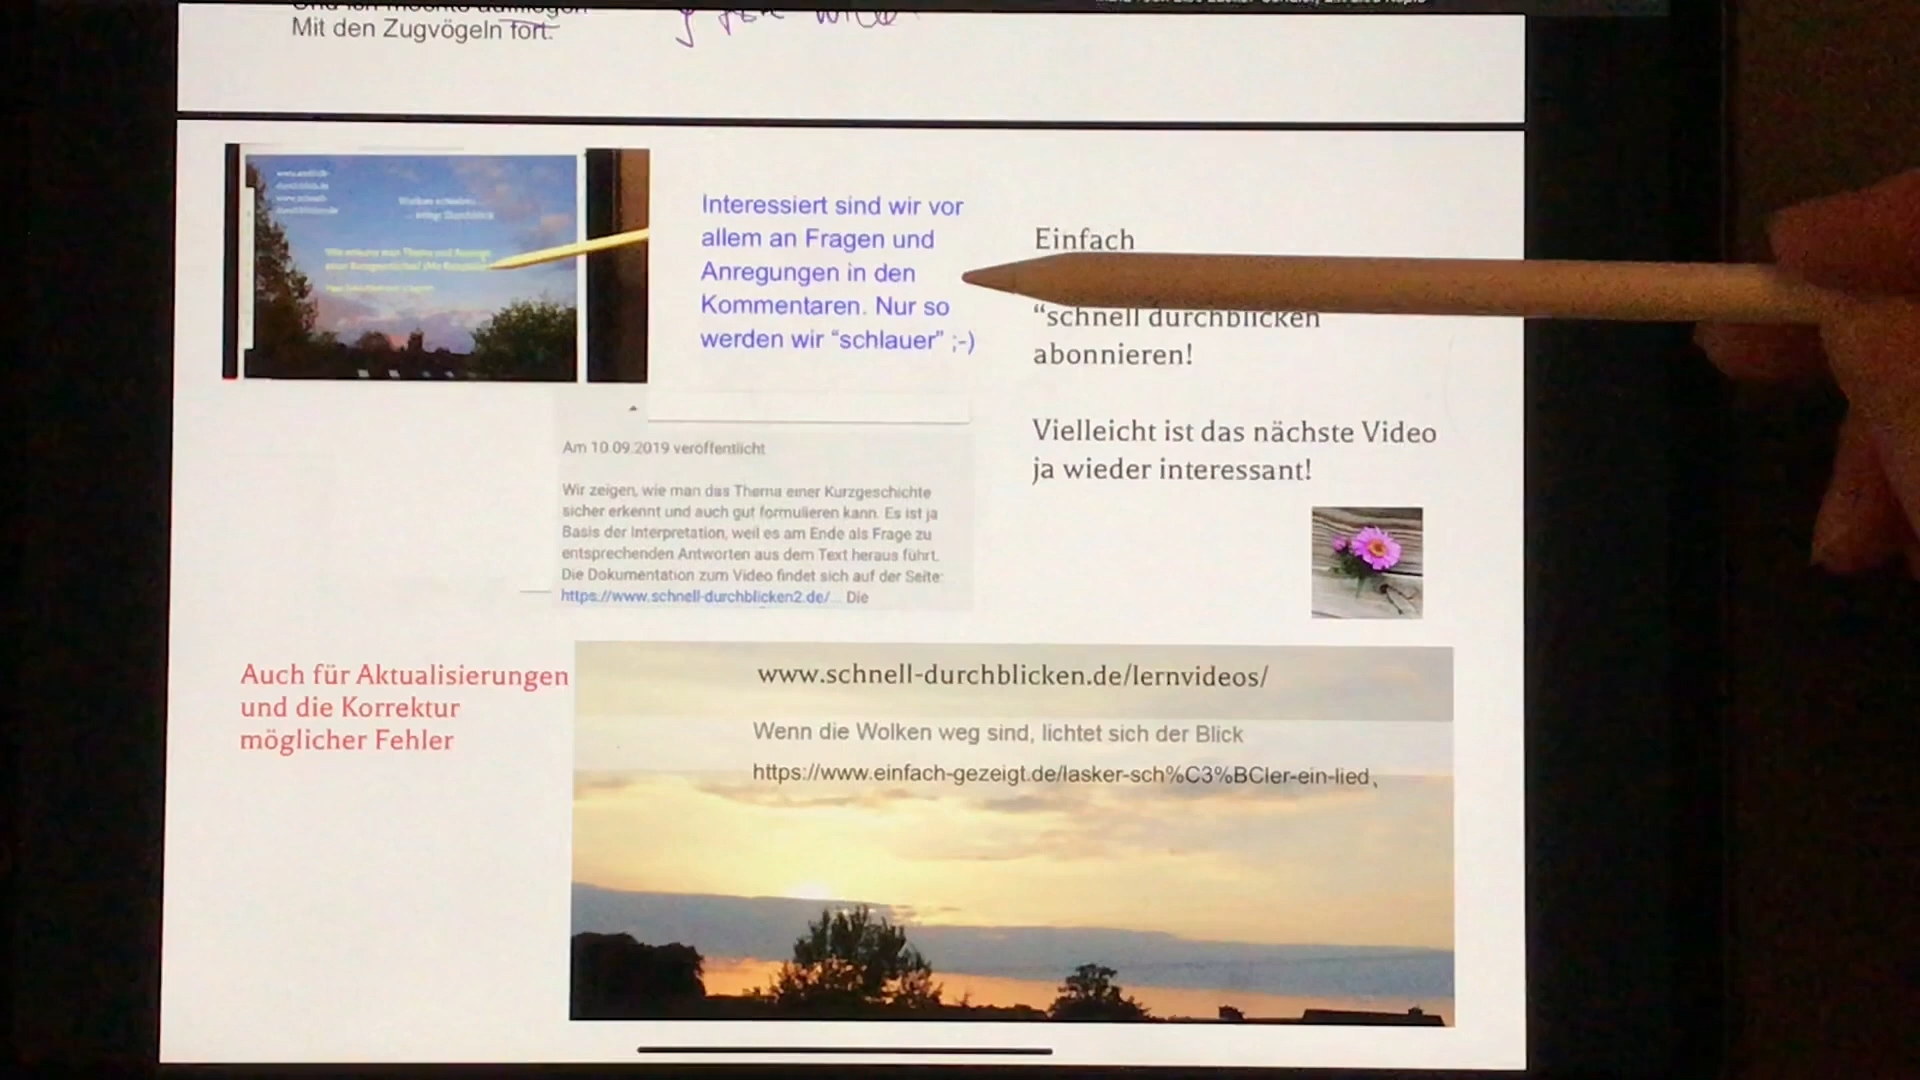 Mit den Zugvögeln fort.
Interessiert sind wir vor
allem an Fragen und
Anregungen in den
Kommentaren. Nur so
werden wir “schlauer” ;-)
Einfach
“schnell durchblicken
abonnieren!
Vielleicht ist das nächste Video
ja wieder interessant!
Am 10.09.2019 veröffentlicht
Wir zeigen, wie man das Thema einer Kurzgeschichte
sicher erkennt und auch gut formulieren kann. Es ist ja
Basis der Interpretation, weil es am Ende als Frage zu
entsprechenden Antworten aus dem Text heraus führt.
Die Dokumentation zum Video findet sich auf der Seite:
https://www.schnell-durchblicken2.de/... Die
Auch für Aktualisierungen
und die Korrektur
möglicher Fehler
www.schnell-durchblicken.de/lernvideos/
Wenn die Wolken weg sind, lichtet sich der Blick
https://www.einfach-gezeigt.de/lasker-sch%C3%BCler-ein-lied